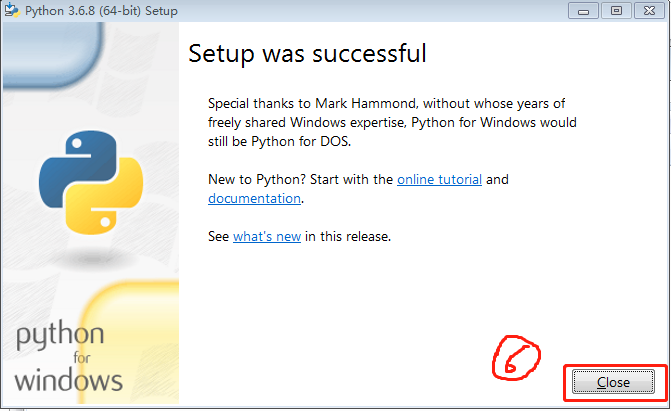 Python 3.6.8 (64-bit) Setup
Setup was successful
Special thanks to Mark Hammond, without whose years of
freely shared Windows expertise, Python for Windows would
still be Python for DOS.
New to Python? Start with the online tutorial and
documentation.
See what's new in this release.
python
for
windows
6
Close